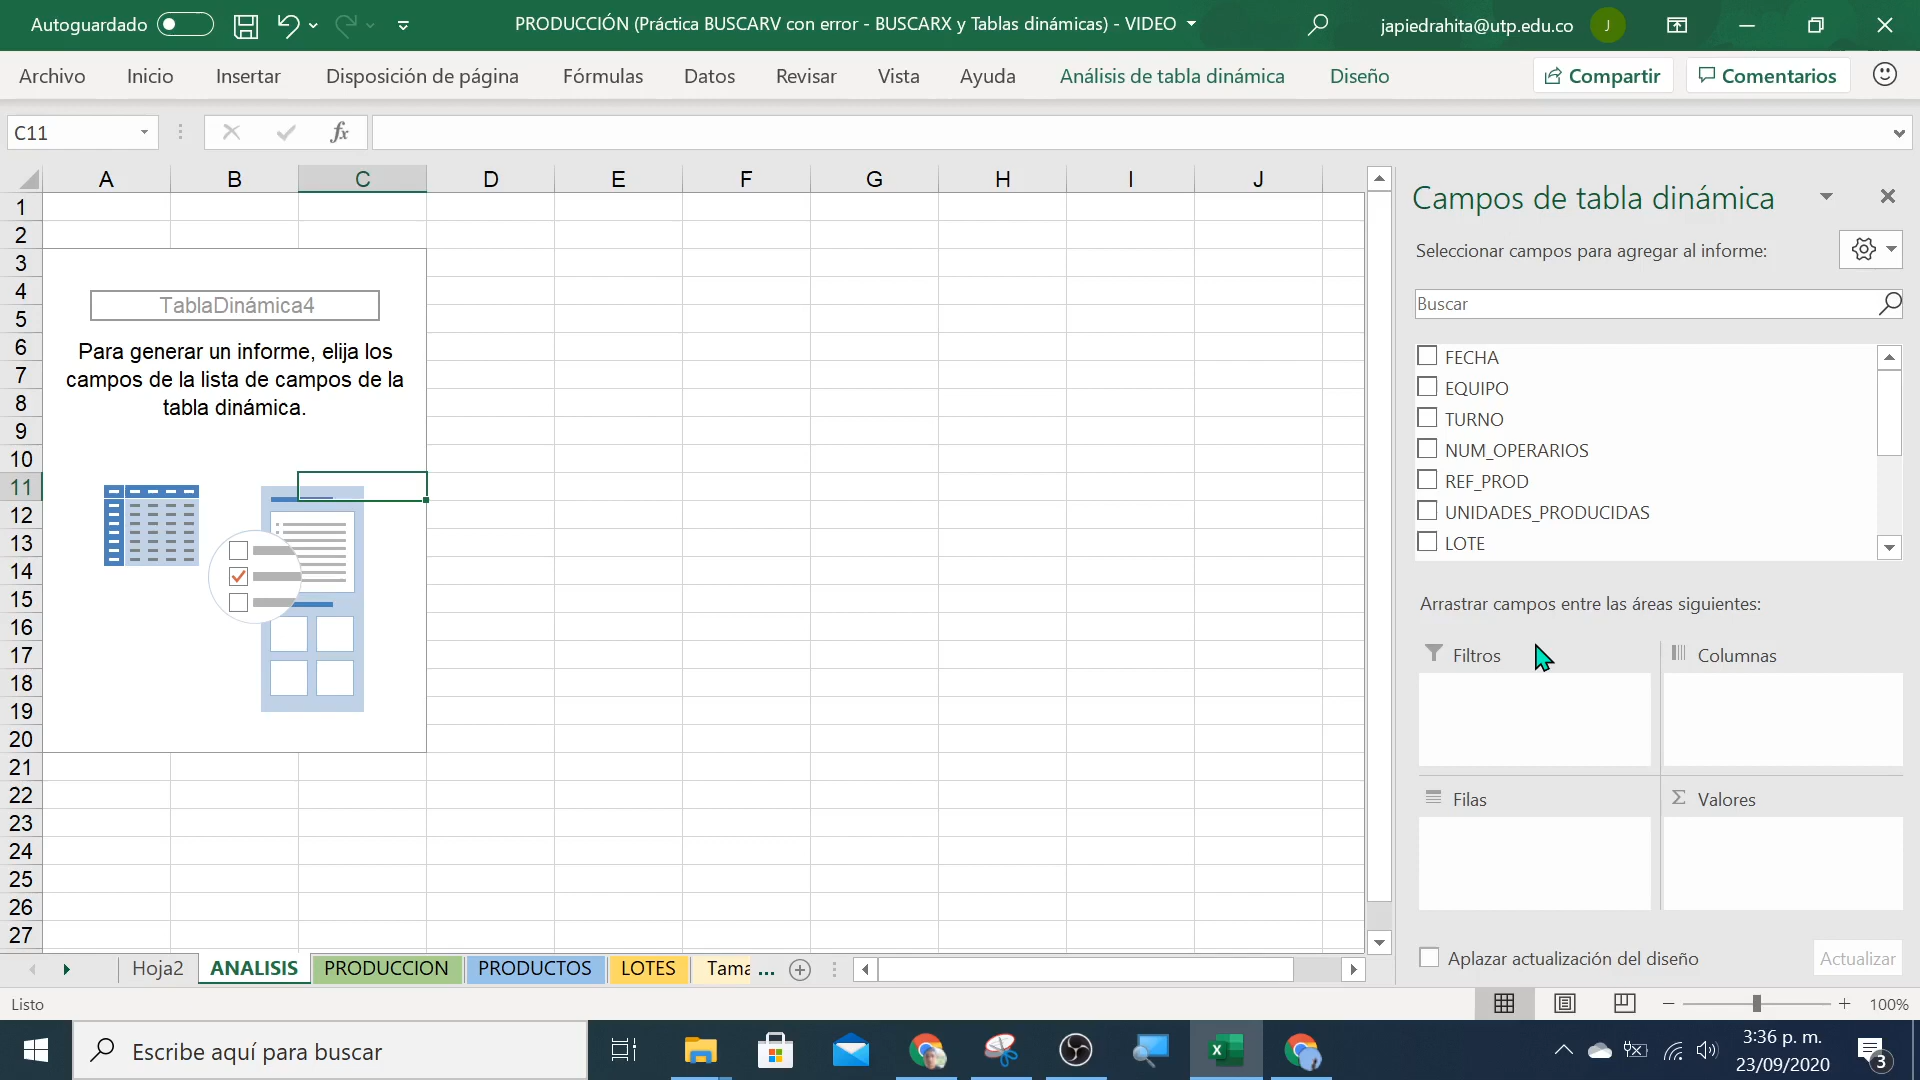 Autoguardado
PRODUCCIÓN (Práctica BUSCARV con error - BUSCARX y Tablas dinámicas) - VIDEO
japiedrahita@utp.edu.co
J
Archivo Inicio Insertar Disposición de página Fórmulas Datos Revisar Vista Ayuda Análisis de tabla dinámica Diseño Compartir Comentarios
C11
fx
A B C D E F G H I J
1
2
3
4
5
6
7
8
9
10
11
12
13
14
15
16
17
18
19
20
21
22
23
24
25
26
27
TablaDinámica4
Para generar un informe, elija los
campos de la lista de campos de la
tabla dinámica.
Campos de tabla dinámica
Seleccionar campos para agregar al informe:
Buscar
FECHA
EQUIPO
TURNO
NUM_OPERARIOS
REF_PROD
UNIDADES_PRODUCIDAS
LOTE
Arrastrar campos entre las áreas siguientes:
Filtros
Columnas
Filas
Σ Valores
Aplazar actualización del diseño
Actualizar
Hoja2 ANALISIS PRODUCCION PRODUCTOS LOTES Tama ...
Listo
100%
Escribe aquí para buscar
3:36 p. m.
23/09/2020
3